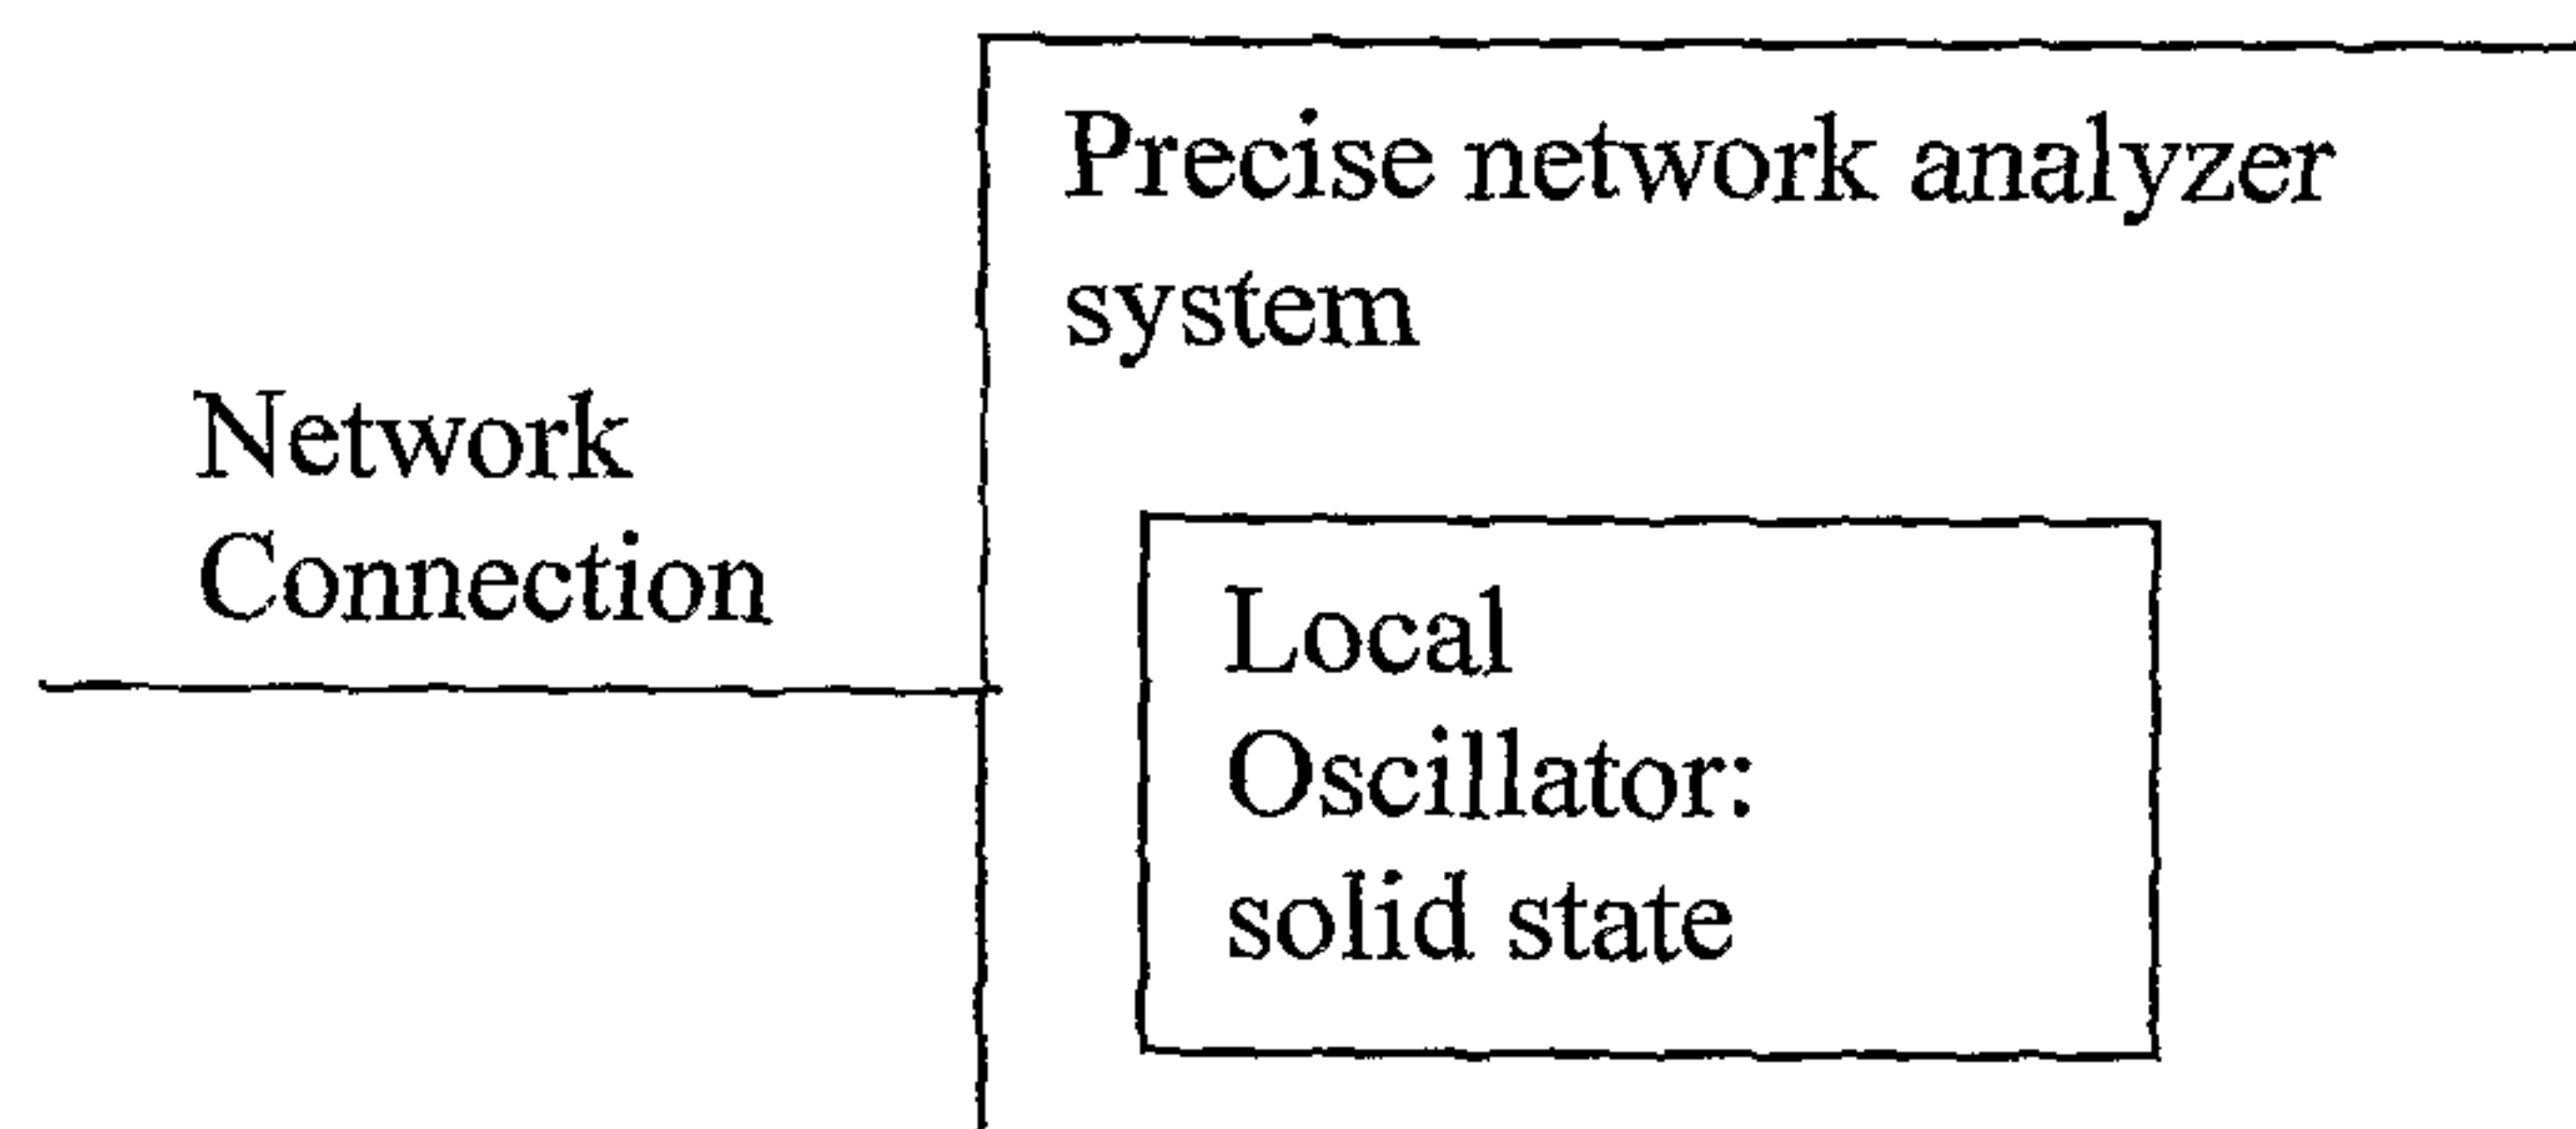 Precise network analyzer
system
Network
Connection
Local
Oscillator:
solid state